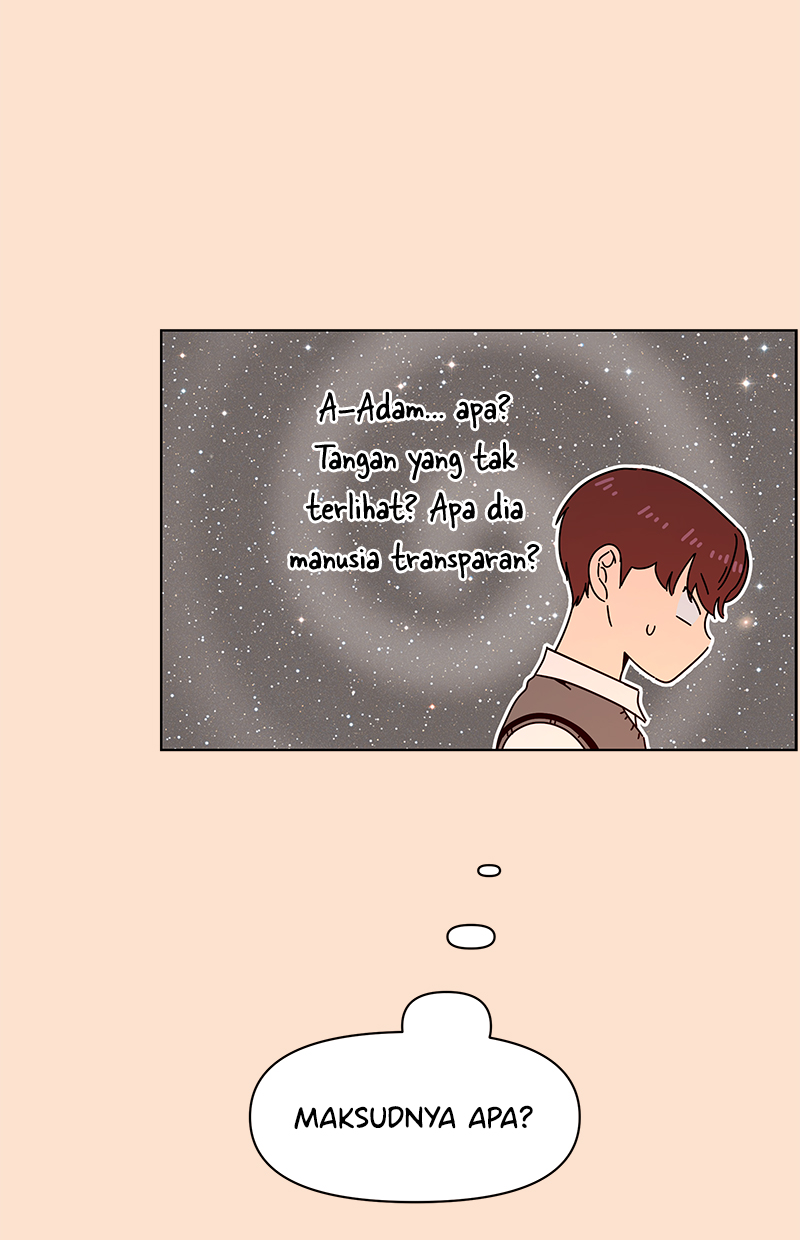 A-Adam... apa?
Tangan yang tak
terlihat? Apa dia
manusia transparan?
MAKSUDNYA APA?